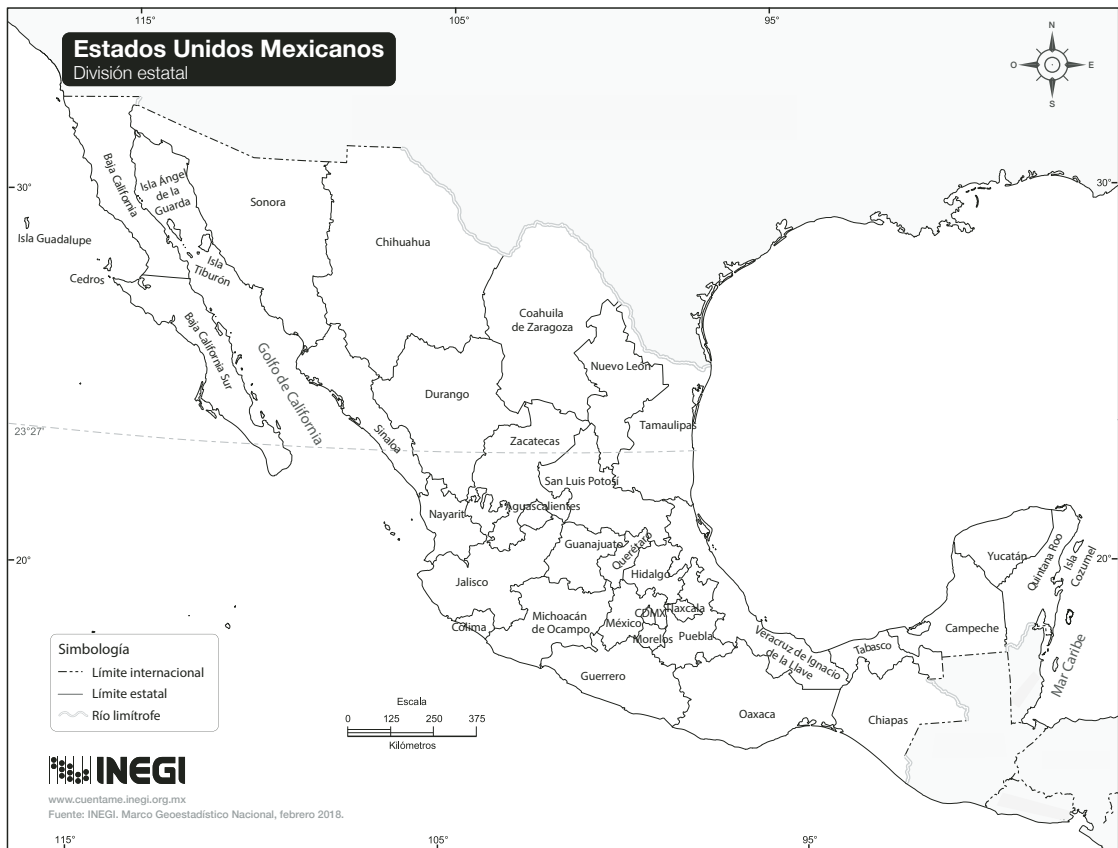 115°
105°
95°
Estados Unidos Mexicanos
División estatal
N
O
E
S
30°
30°
Baja California
Isla Ángel
de la
Guarda
Sonora
Isla Guadalupe
Chihuahua
Isla
Tiburón
Cedros
Coahuila
de Zaragoza
Baja California Sur
Golfo de California
Nuevo León
Durango
23°27'
Sinaloa
Tamaulipas
Zacatecas
San Luis Potosí
Nayarit
Aguascalientes
Guanajuato
Querétaro
Yucatán
Quintana Roo
Isla
Cozumel
20°
20°
Hidalgo
Jalisco
Michoacán
de Ocampo
Colima
México
CDMX
Tlaxcala
Morelos
Puebla
Veracruz de Ignacio
de la Llave
Tabasco
Campeche
Mar Caribe
Guerrero
Oaxaca
Chiapas
Simbología
Límite internacional
Límite estatal
Río limítrofe
Escala
0 125 250 375
Kilómetros
INEGI
www.cuentame.inegi.org.mx
Fuente: INEGI. Marco Geoestadístico Nacional, febrero 2018.
115°
105°
95°